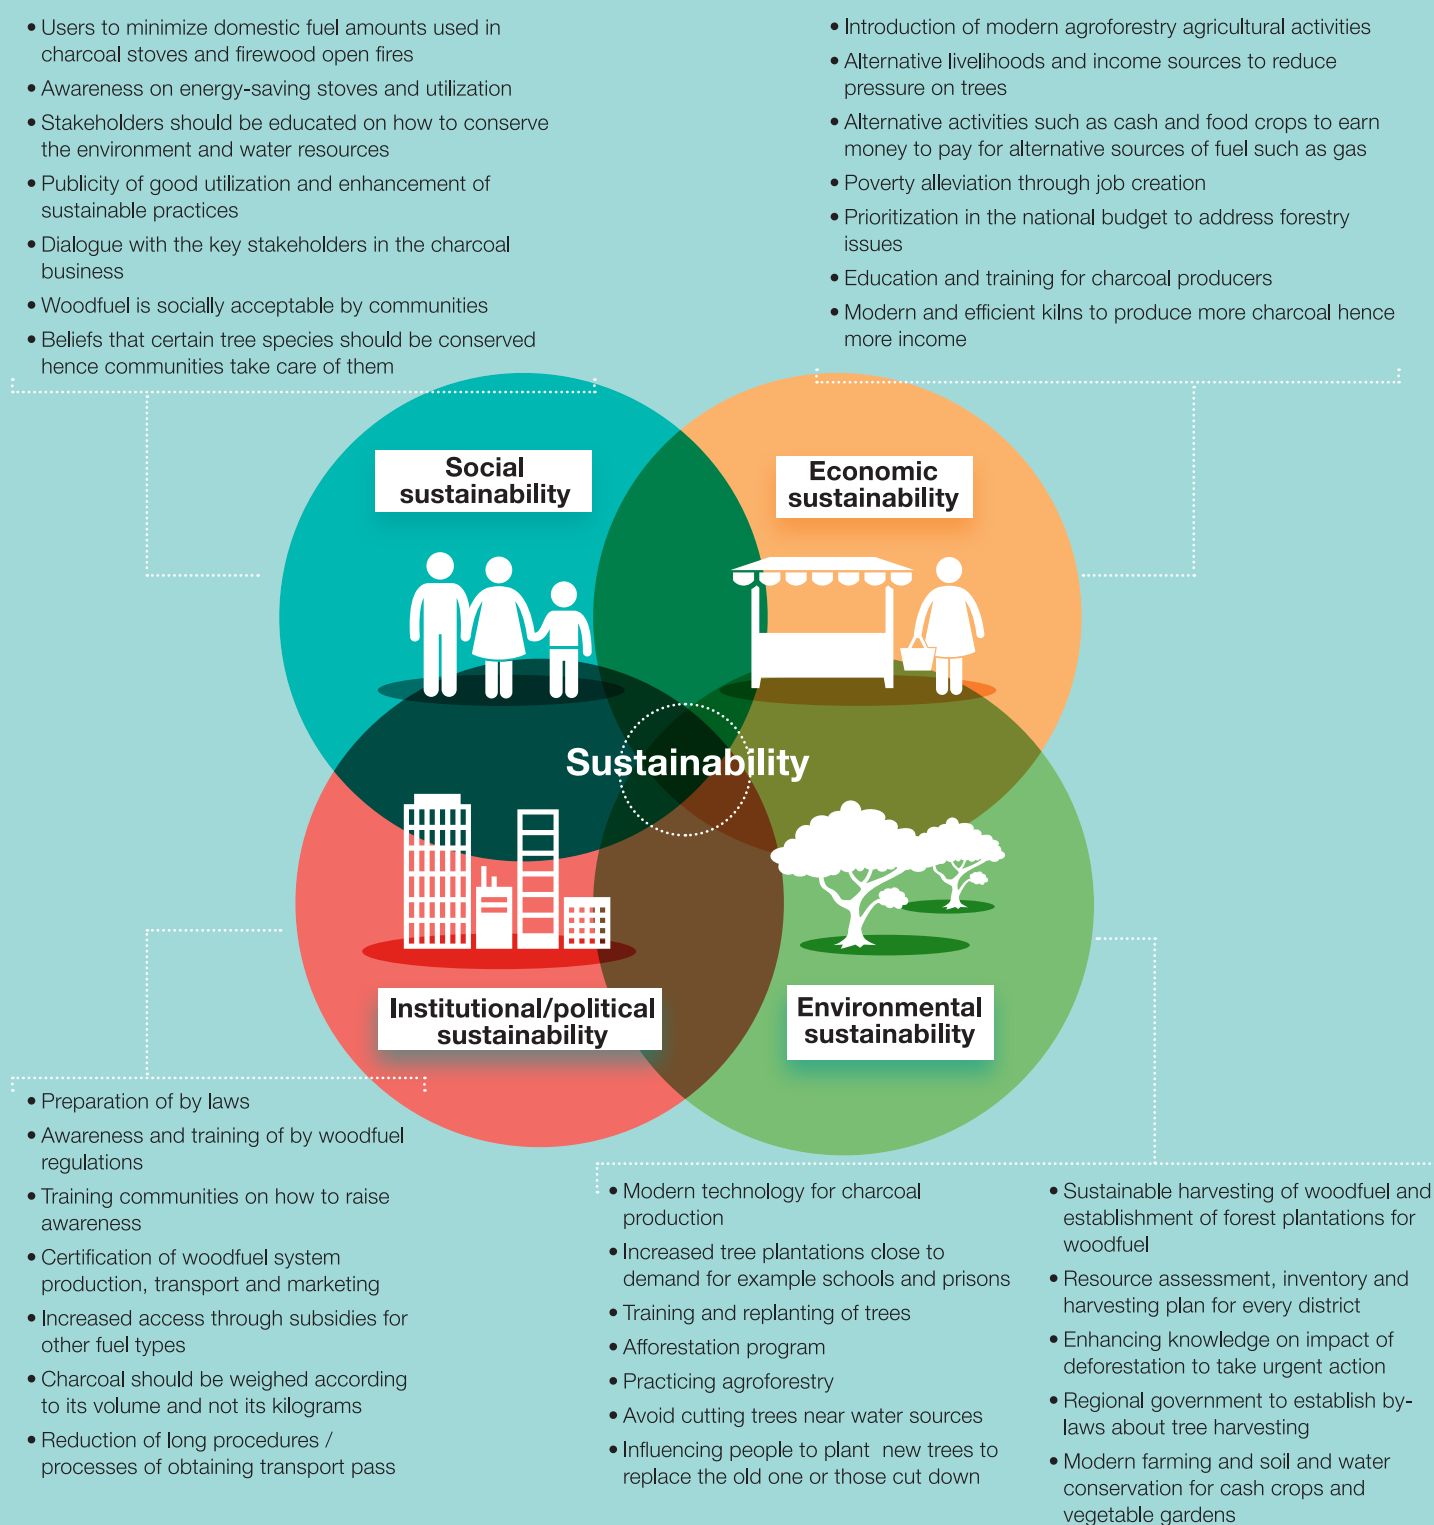 • Users to minimize domestic fuel amounts used in
charcoal stoves and firewood open fires
• Awareness on energy-saving stoves and utilization
• Stakeholders should be educated on how to conserve
the environment and water resources
• Publicity of good utilization and enhancement of
sustainable practices
• Dialogue with the key stakeholders in the charcoal
business
• Woodfuel is socially acceptable by communities
• Beliefs that certain tree species should be conserved
hence communities take care of them
• Introduction of modern agroforestry agricultural activities
• Alternative livelihoods and income sources to reduce
pressure on trees
• Alternative activities such as cash and food crops to earn
money to pay for alternative sources of fuel such as gas
• Poverty alleviation through job creation
• Prioritization in the national budget to address forestry
issues
• Education and training for charcoal producers
• Modern and efficient kilns to produce more charcoal hence
more income
Social
sustainability
Economic
sustainability
Sustainability
Institutional/political
sustainability
Environmental
sustainability
• Preparation of by laws
• Awareness and training of by woodfuel
regulations
• Training communities on how to raise
awareness
• Certification of woodfuel system
production, transport and marketing
• Increased access through subsidies for
other fuel types
• Charcoal should be weighed according
to its volume and not its kilograms
• Reduction of long procedures /
processes of obtaining transport pass
• Modern technology for charcoal
production
• Increased tree plantations close to
demand for example schools and prisons
• Training and replanting of trees
• Afforestation program
• Practicing agroforestry
• Avoid cutting trees near water sources
• Influencing people to plant  new trees to
replace the old one or those cut down
• Sustainable harvesting of woodfuel and
establishment of forest plantations for
woodfuel
• Resource assessment, inventory and
harvesting plan for every district
• Enhancing knowledge on impact of
deforestation to take urgent action
• Regional government to establish by-
laws about tree harvesting
• Modern farming and soil and water
conservation for cash crops and
vegetable gardens